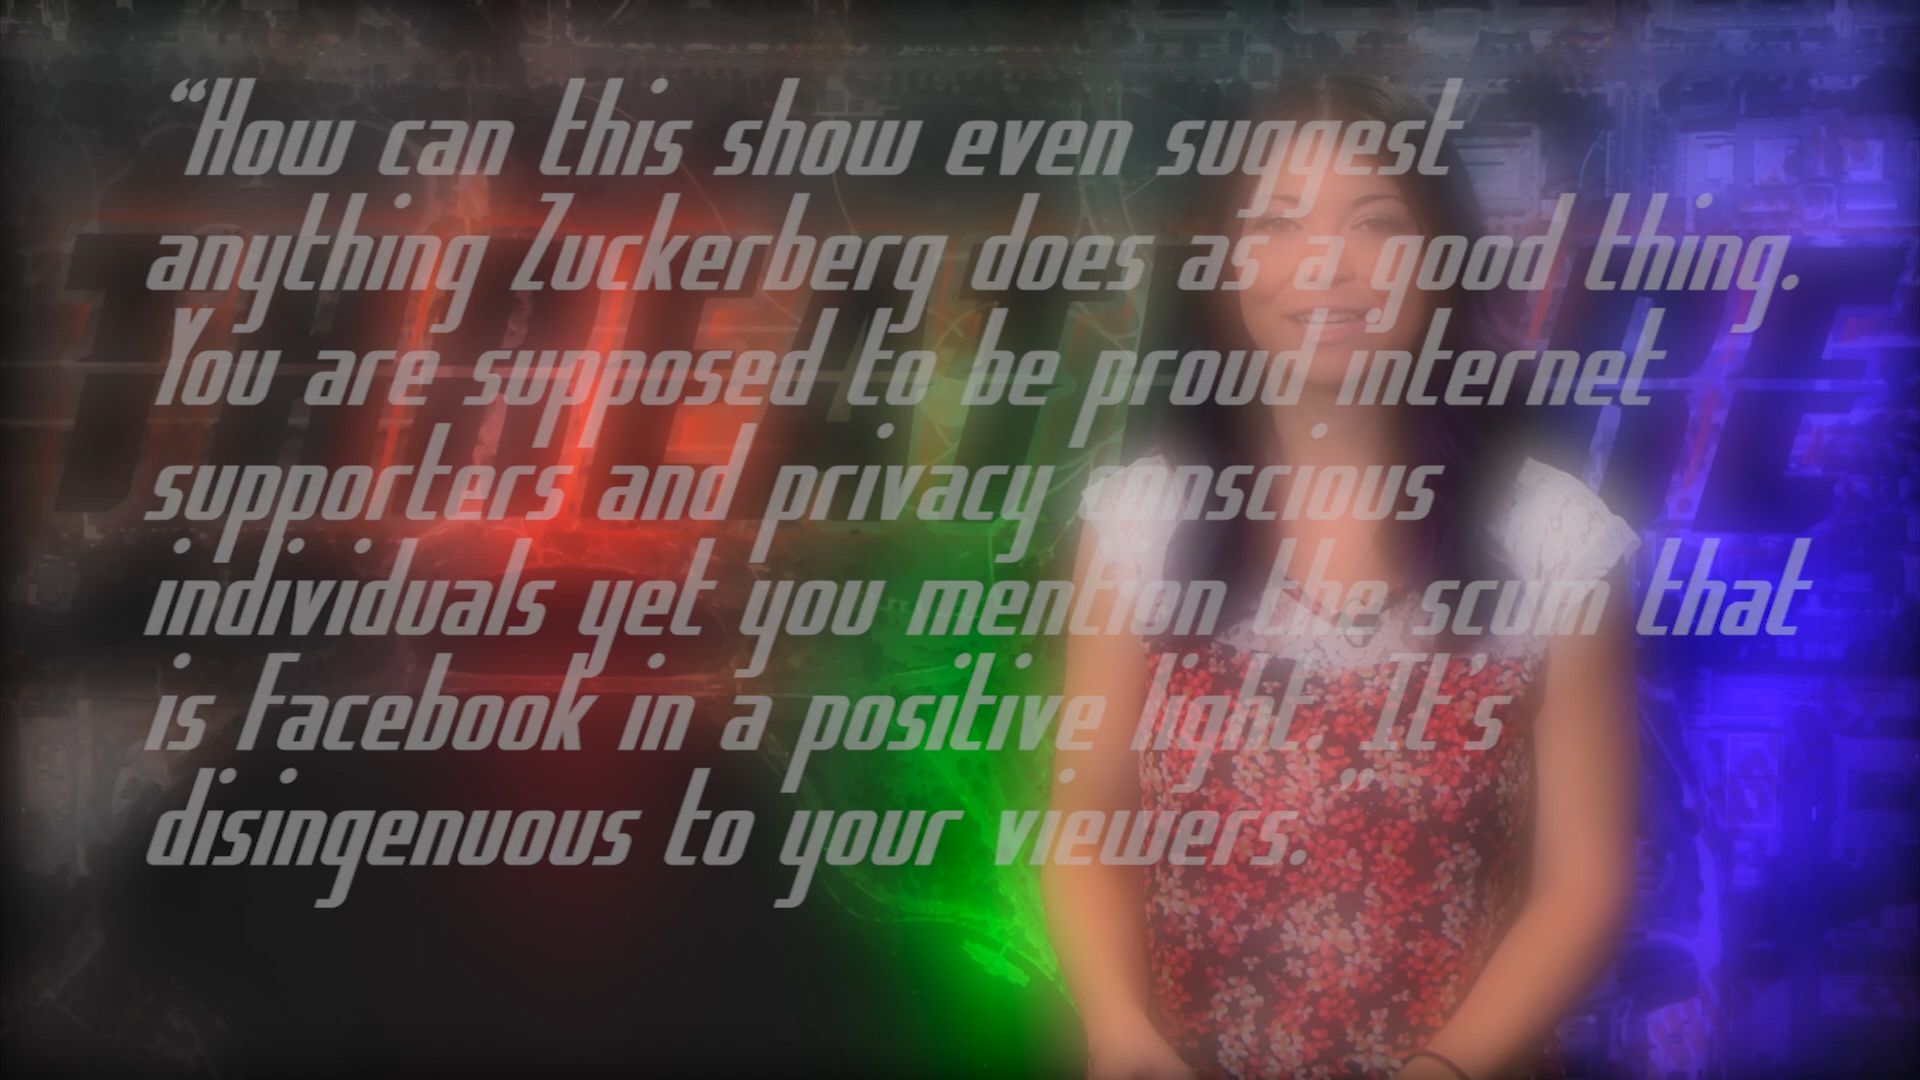 “How can this show even suggest
anything Zuckerberg does as a good thing.
You are supposed to be proud internet
supporters and privacy conscious
individuals yet you mention the scum that
is Facebook in a positive light. It's
disingenuous to your viewers.”
THREAT WIRE